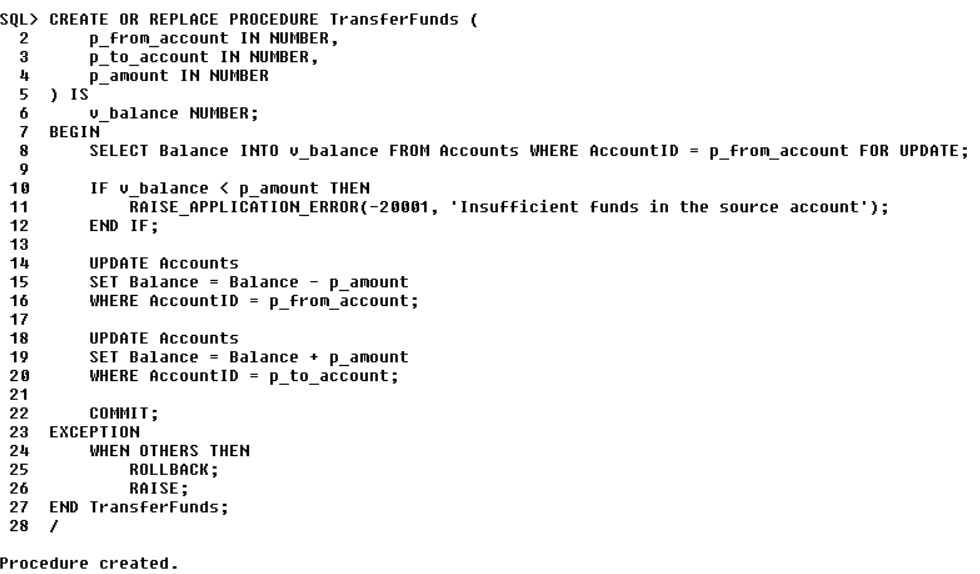 SQL> CREATE OR REPLACE PROCEDURE TransferFunds (
  2      p_from_account IN NUMBER,
  3      p_to_account IN NUMBER,
  4      p_amount IN NUMBER
  5  ) IS
  6      v_balance NUMBER;
  7  BEGIN
  8      SELECT Balance INTO v_balance FROM Accounts WHERE AccountID = p_from_account FOR UPDATE;
  9
 10      IF v_balance < p_amount THEN
 11          RAISE_APPLICATION_ERROR(-20001, 'Insufficient funds in the source account');
 12      END IF;
 13
 14      UPDATE Accounts
 15      SET Balance = Balance - p_amount
 16      WHERE AccountID = p_from_account;
 17
 18      UPDATE Accounts
 19      SET Balance = Balance + p_amount
 20      WHERE AccountID = p_to_account;
 21
 22      COMMIT;
 23  EXCEPTION
 24      WHEN OTHERS THEN
 25          ROLLBACK;
 26          RAISE;
 27  END TransferFunds;
 28  /
Procedure created.